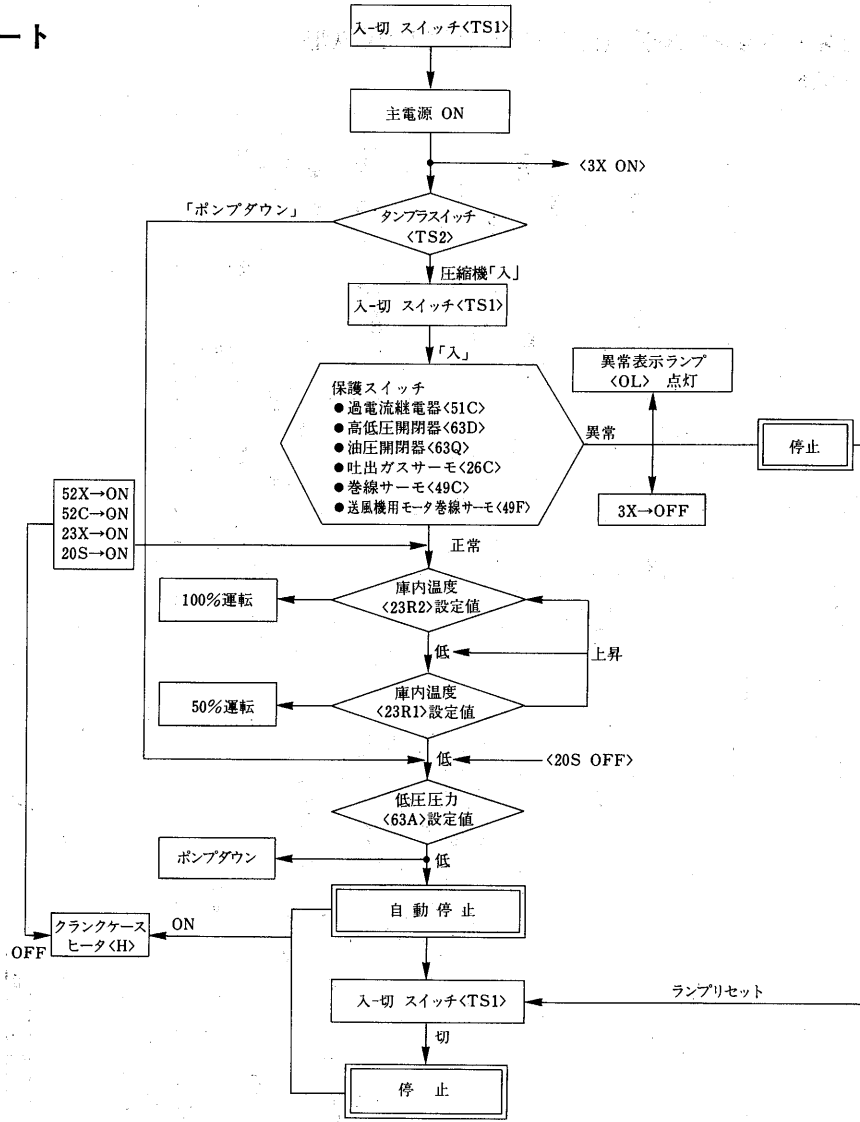 ート
入-切 スイッチ<TS1>
主電源 ON
<3X ON>
「ポンプダウン」
タンブラスイッチ
<TS2>
圧縮機「入」
入-切 スイッチ<TS1>
「入」
保護スイッチ
●過電流継電器<51C>
●高低圧開閉器<63D>
●油圧開閉器<63Q>
●吐出ガスサーモ<26C>
●巻線サーモ<49C>
●送風機用モータ巻線サーモ<49F>
異常表示ランプ
<OL> 点灯
異常
停止
3X→OFF
52X→ON
52C→ON
23X→ON
20S→ON
正常
庫内温度
<23R2>設定値
100%運転
低
上昇
庫内温度
<23R1>設定値
50%運転
低
<20S OFF>
低圧圧力
<63A>設定値
ポンプダウン
低
自動停止
クランクケース
ヒータ<H>
ON
OFF
入-切 スイッチ<TS1>
ランプリセット
切
停 止